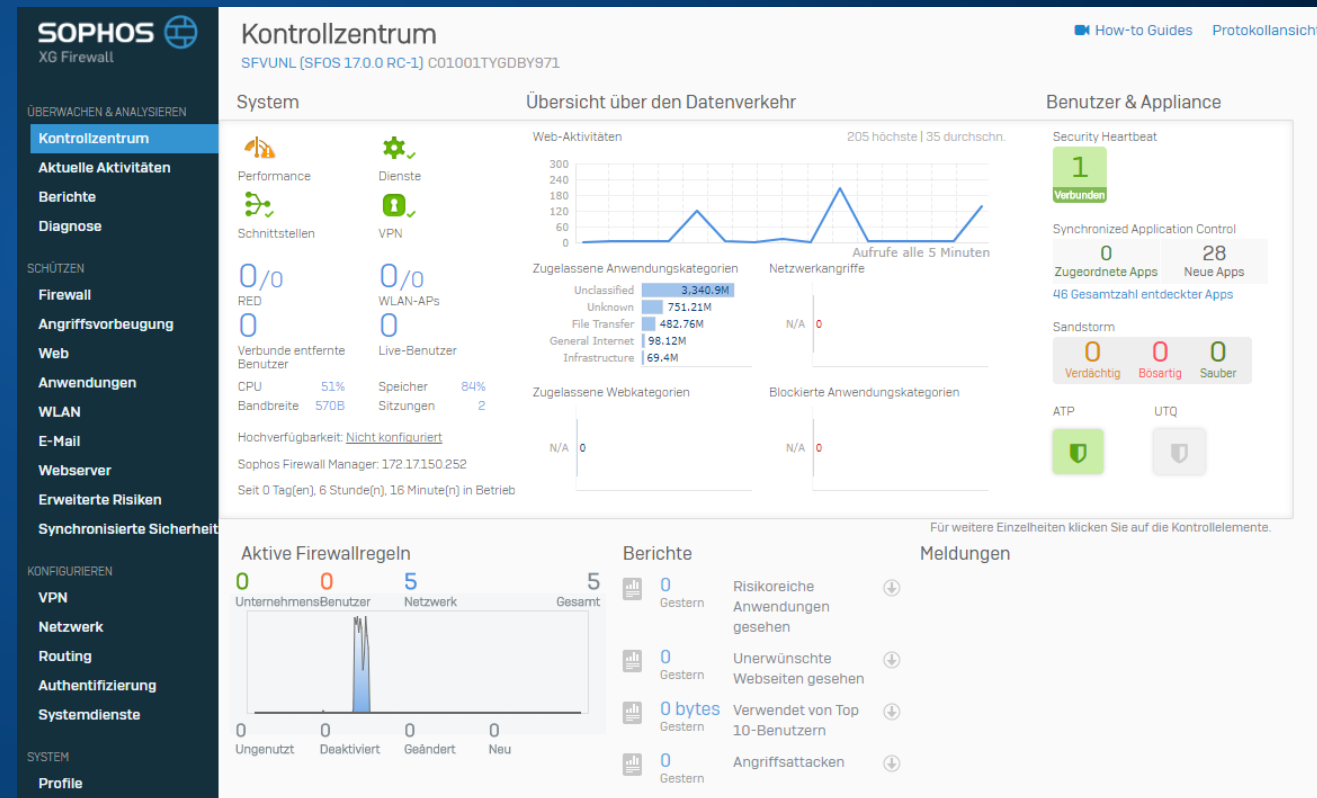 SOPHOS
XG Firewall
ÜBERWACHEN & ANALYSIEREN
Kontrollzentrum
Aktuelle Aktivitäten
Berichte
Diagnose
SCHÜTZEN
Firewall
Angriffsvorbeugung
Web
Anwendungen
WLAN
E-Mail
Webserver
Erweiterte Risiken
Synchronisierte Sicherheit
KONFIGURIEREN
VPN
Netzwerk
Routing
Authentifizierung
Systemdienste
SYSTEM
Profile
Kontrollzentrum
How-to Guides Protokollansicht
SFVUNL (SFOS 17.0.0 RC-1) C01001TYGDBY971
System
Performance Dienste
Schnittstellen VPN
0/0 0/0
RED WLAN-APs
0 0
Verbunde entfernte Live-Benutzer
Benutzer
CPU 51% Speicher 84%
Bandbreite 570B Sitzungen 2
Hochverfügbarkeit: Nicht konfiguriert
Sophos Firewall Manager: 172.17.150.252
Seit 0 Tag(en), 6 Stunde(n), 16 Minute(n) in Betrieb
Übersicht über den Datenverkehr
Web-Aktivitäten 205 höchste | 35 durchschn.
300
240
180
120
60
0
Aufrufe alle 5 Minuten
Zugelassene Anwendungskategorien
Unclassified 3,340.9M
Unknown 751.21M
File Transfer 482.76M
General Internet 98.12M
Infrastructure 69.4M
Netzwerkangriffe
N/A 0
Zugelassene Webkategorien
N/A 0
Blockierte Anwendungskategorien
N/A 0
Benutzer & Appliance
Security Heartbeat
1
Verbunden
Synchronized Application Control
0 28
Zugeordnete Apps Neue Apps
46 Gesamtzahl entdeckter Apps
Sandstorm
0 0 0
Verdächtig Bösartig Sauber
ATP UTQ
Für weitere Einzelheiten klicken Sie auf die Kontrollelemente.
Aktive Firewallregeln
0 0 5 5
Unternehmens Benutzer Netzwerk Gesamt
0 0 0 0
Ungenutzt Deaktiviert Geändert Neu
Berichte
0 Risikoreiche
Gestern Anwendungen
gesehen
0 Unerwünschte
Gestern Webseiten gesehen
0 bytes Verwendet von Top
Gestern 10-Benutzern
0 Angriffsattacken
Gestern
Meldungen